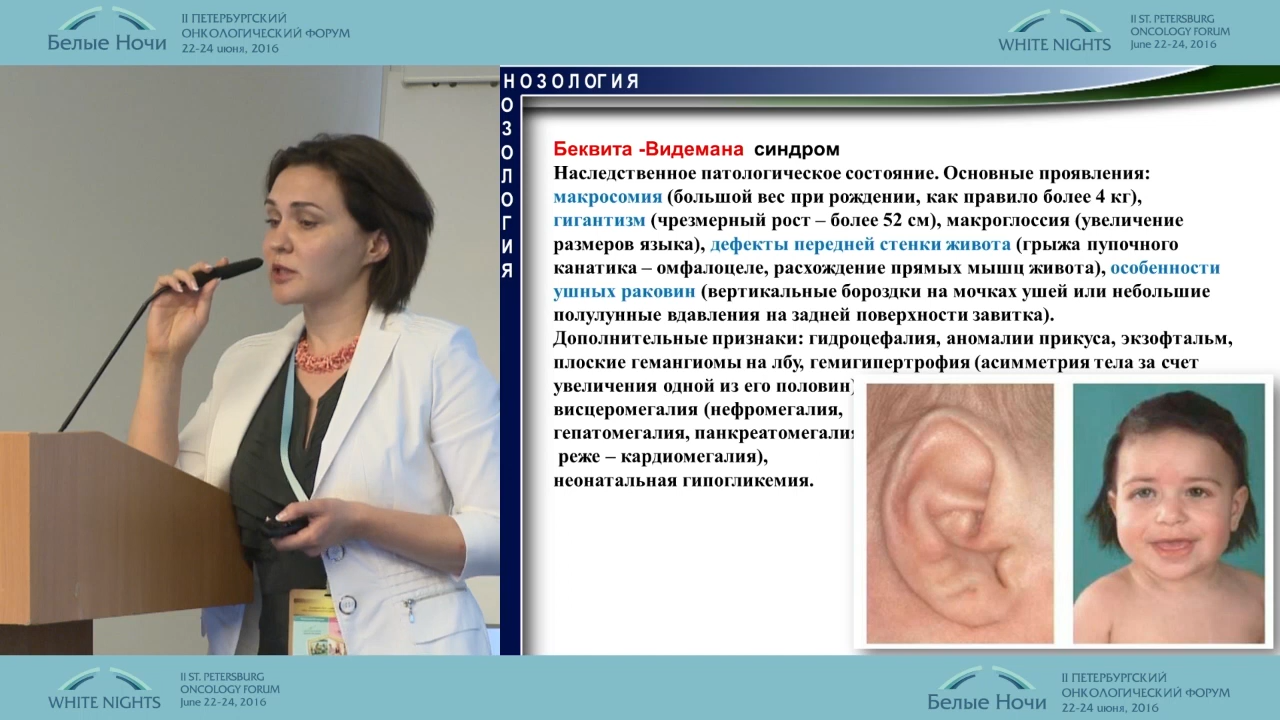 Белые Ночи
II ПЕТЕРБУРГСКИЙ
ОНКОЛОГИЧЕСКИЙ ФОРУМ
22-24 июня, 2016
WHITE NIGHTS
II ST. PETERSBURG
ONCOLOGY FORUM
June 22-24, 2016
НОЗОЛОГИЯ
ОЗОЛОГИЯ
Беквита -Видемана синдром
Наследственное патологическое состояние. Основные проявления:
макросомия (большой вес при рождении, как правило более 4 кг),
гигантизм (чрезмерный рост – более 52 см), макроглоссия (увеличение
размеров языка), дефекты передней стенки живота (грыжа пупочного
канатика – омфалоцеле, расхождение прямых мышц живота), особенности
ушных раковин (вертикальные бороздки на мочках ушей или небольшие
полулунные вдавления на задней поверхности завитка).
Дополнительные признаки: гидроцефалия, аномалии прикуса, экзофтальм,
плоские гемангиомы на лбу, гемигипертрофия (асимметрия тела за счет
увеличения одной из его половин)
висцеромегалия (нефромегалия,
гепатомегалия, панкреатомегалия
реже – кардиомегалия),
неонатальная гипогликемия.
WHITE NIGHTS
II ST. PETERSBURG
ONCOLOGY FORUM
June 22-24, 2016
Белые Ночи
II ПЕТЕРБУРГСКИЙ
ОНКОЛОГИЧЕСКИЙ ФОРУМ
22-24 июня, 2016